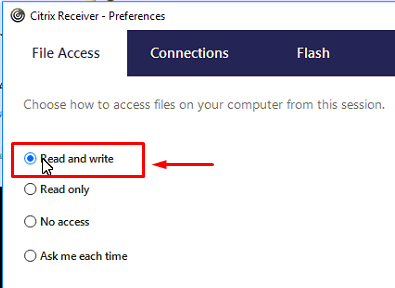 Citrix Receiver - Preferences
File Access Connections Flash
Choose how to access files on your computer from this session.
Read and write
Read only
No access
Ask me each time